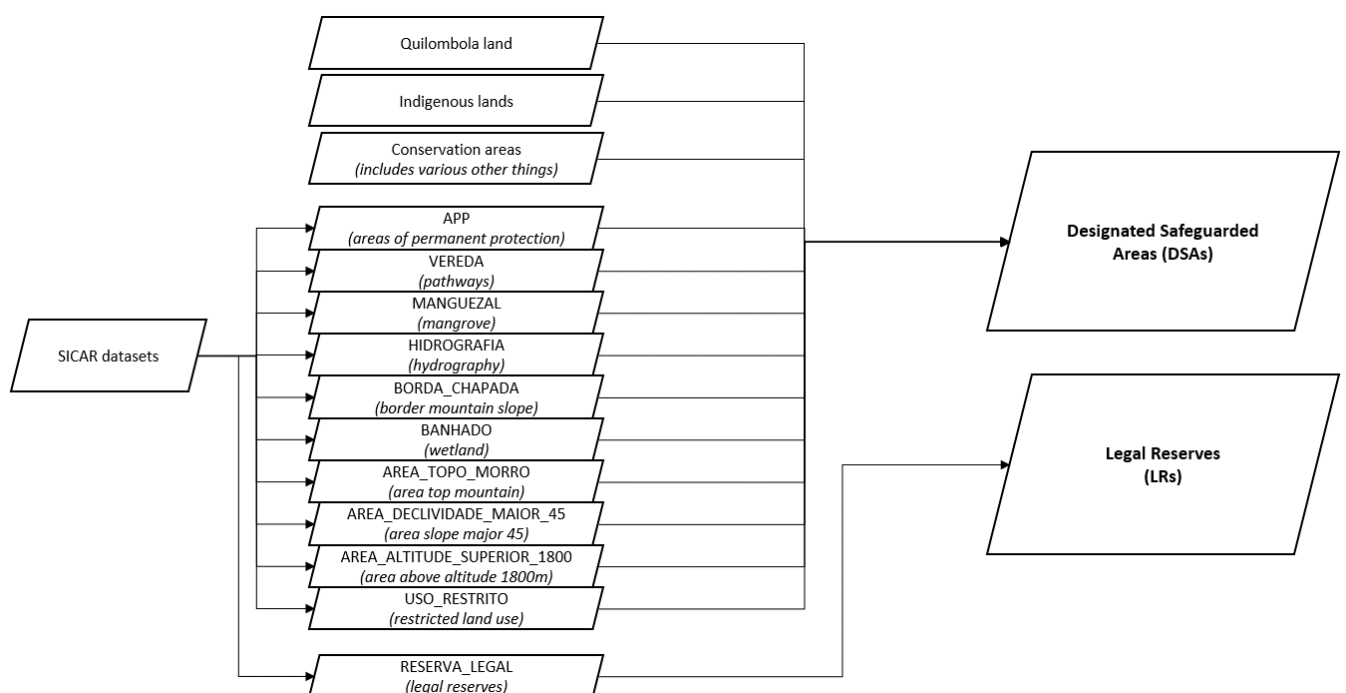 Quilombola land
Indigenous lands
Conservation areas
(includes various other things)
APP
(areas of permanent protection)
VEREDA
(pathways)
MANGUEZAL
(mangrove)
HIDROGRAFIA
(hydrography)
BORDA_CHAPADA
(border mountain slope)
BANHADO
(wetland)
AREA_TOPO_MORRO
(area top mountain)
AREA_DECLIVIDADE_MAIOR_45
(area slope major 45)
AREA_ALTITUDE_SUPERIOR_1800
(area above altitude 1800m)
USO_RESTRITO
(restricted land use)
RESERVA_LEGAL
(legal reserves)
SICAR datasets
Designated Safeguarded
Areas (DSAs)
Legal Reserves
(LRs)